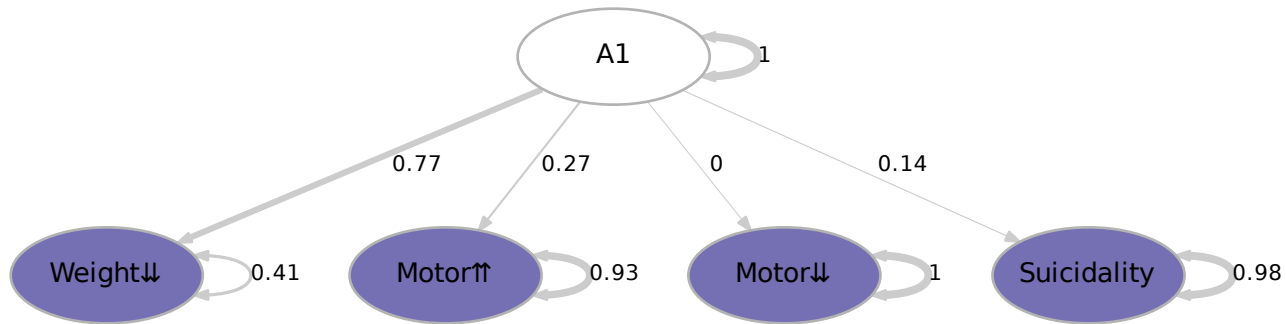 A1
1
0.77
0.27
0
0.14
Weight⇊
0.41
Motor⇈
0.93
Motor⇊
1
Suicidality
0.98